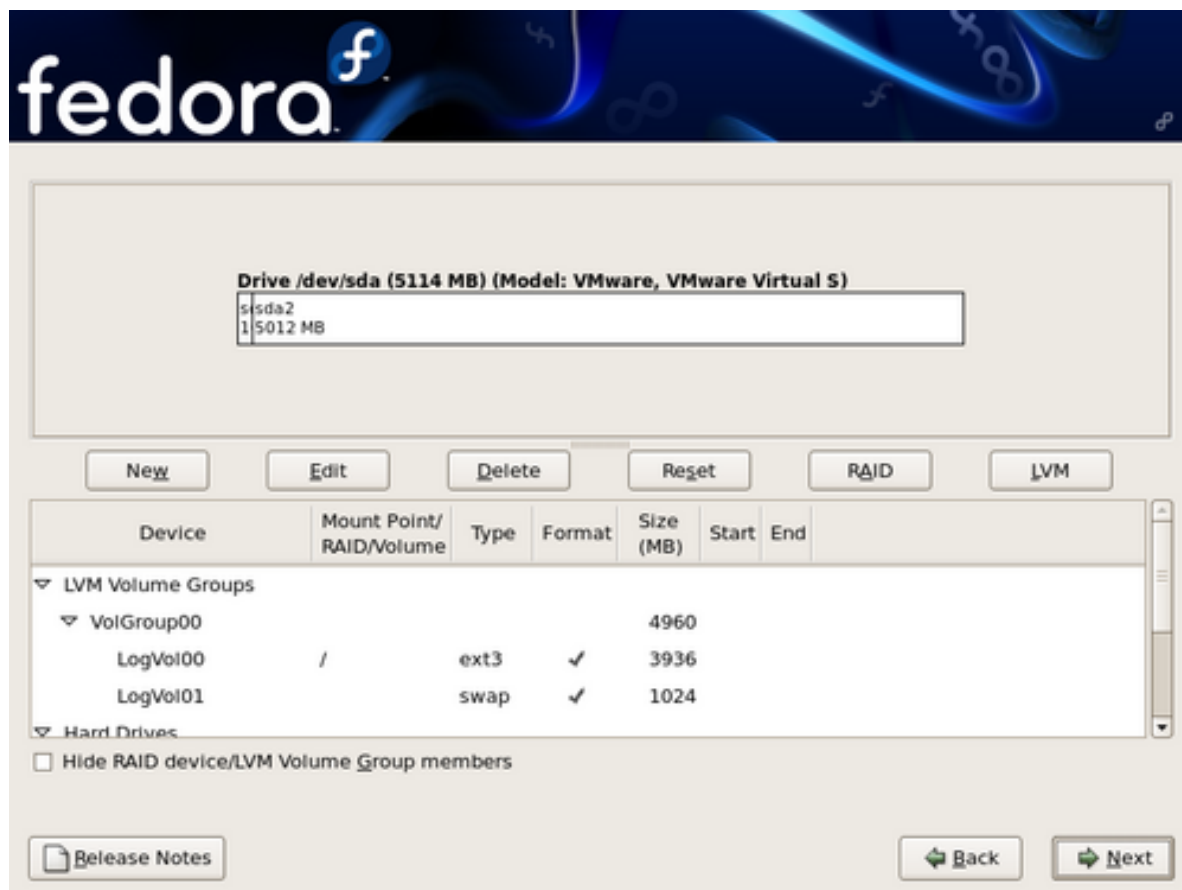 fedora
Drive /dev/sda (5114 MB) (Model: VMware, VMware Virtual S)
sda2
5012 MB
New Edit Delete Reset RAID LVM
Device Mount Point/ RAID/Volume Type Format Size (MB) Start End
LVM Volume Groups
VolGroup00 4960
LogVol00 / ext3 3936
LogVol01 swap 1024
Hard Drives
Hide RAID device/LVM Volume Group members
Release Notes Back Next